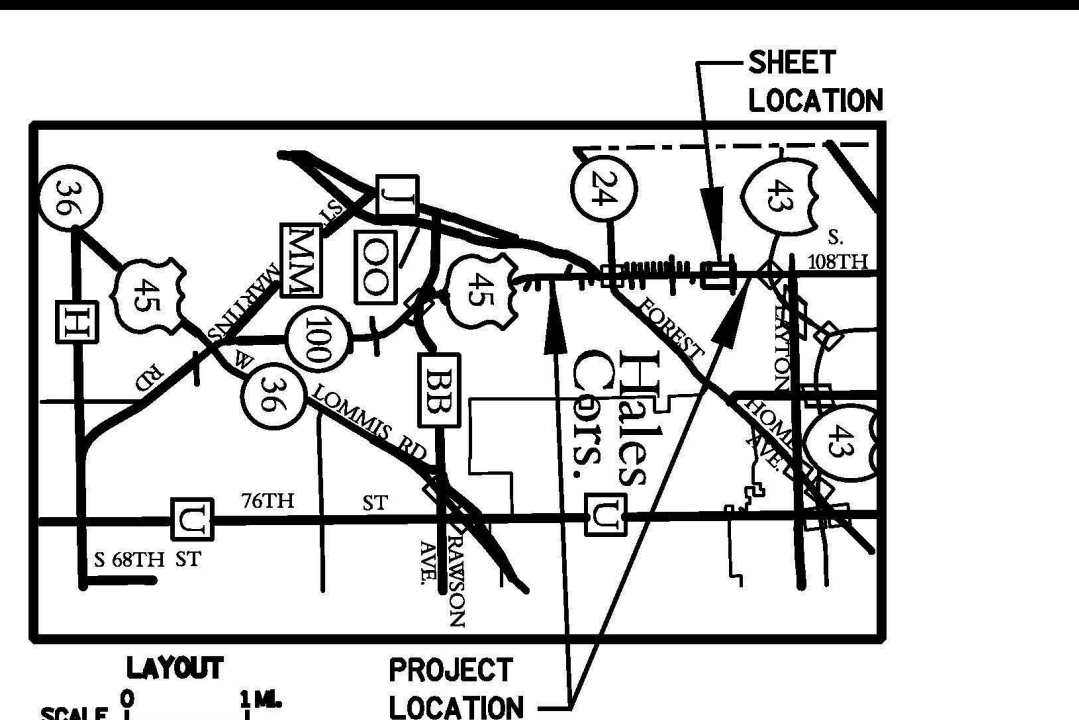 SHEET
LOCATION
36
J
ST
24
43
S.
108TH
MM
OO
45
45
H
MARTINS
100
FOREST
LAYTON
RD
W
36
BB
Hales
Cors.
LOMMIS RD
HOME
AVE.
43
76TH ST
U
U
S 68TH ST
RAWSON
AVE.
LAYOUT
0 1 MI.
SCALE
PROJECT
LOCATION